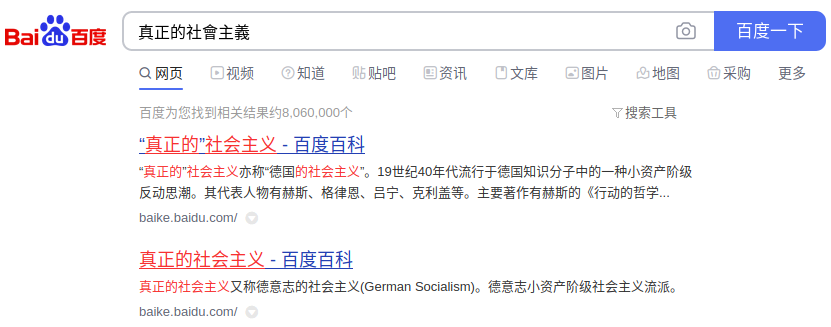 Bai du 百度
真正的社會主義
百度一下
网页 视频 知道 贴吧 资讯 文库 图片 地图 采购 更多
百度为您找到相关结果约8,060,000个 搜索工具
“真正的”社会主义 - 百度百科
“真正的”社会主义亦称“德国的社会主义”。19世纪40年代流行于德国知识分子中的一种小资产阶级
反动思潮。其代表人物有赫斯、格律恩、吕宁、克利盖等。主要著作有赫斯的《行动的哲学...
baike.baidu.com/
真正的社会主义 - 百度百科
真正的社会主义又称德意志的社会主义(German Socialism)。德意志小资产阶级社会主义流派。
baike.baidu.com/